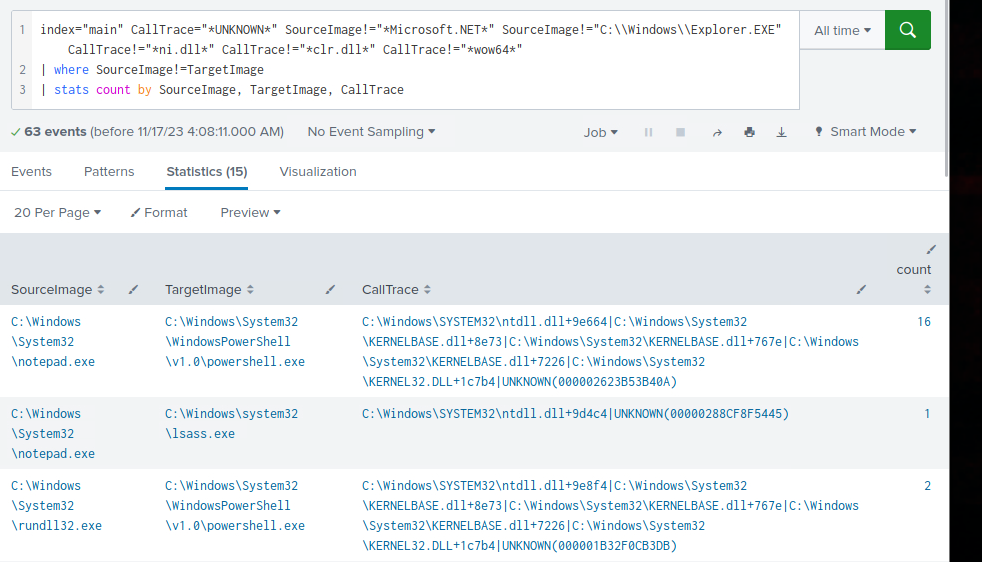 1 index="main" CallTrace="*UNKNOWN*" SourceImage!="*Microsoft.NET*" SourceImage!="C:\\Windows\\Explorer.EXE"
CallTrace!="*ni.dll*" CallTrace!="*clr.dll*" CallTrace!="*wow64*"
2 | where SourceImage!=TargetImage
3 | stats count by SourceImage, TargetImage, CallTrace
All time
63 events (before 11/17/23 4:08:11.000 AM) No Event Sampling Job Smart Mode
Events Patterns Statistics (15) Visualization
20 Per Page Format Preview
count
SourceImage TargetImage CallTrace
C:\Windows C:\Windows\System32 C:\Windows\SYSTEM32\ntdll.dll+9e664|C:\Windows\System32 16
\System32 \WindowsPowerShell \KERNELBASE.dll+8e73|C:\Windows\System32\KERNELBASE.dll+767e|C:\Windows
\notepad.exe \v1.0\powershell.exe \System32\KERNELBASE.dll+7226|C:\Windows\System32
\KERNEL32.DLL+1c7b4|UNKNOWN(000002623B53B40A)
C:\Windows C:\Windows\system32 C:\Windows\SYSTEM32\ntdll.dll+9d4c4|UNKNOWN(00000288CF8F5445) 1
\System32 \lsass.exe
\notepad.exe
C:\Windows C:\Windows\System32 C:\Windows\SYSTEM32\ntdll.dll+9e8f4|C:\Windows\System32 2
\System32 \WindowsPowerShell \KERNELBASE.dll+8e73|C:\Windows\System32\KERNELBASE.dll+767e|C:\Windows
\rundll32.exe \v1.0\powershell.exe \System32\KERNELBASE.dll+7226|C:\Windows\System32
\KERNEL32.DLL+1c7b4|UNKNOWN(000001B32F0CB3DB)